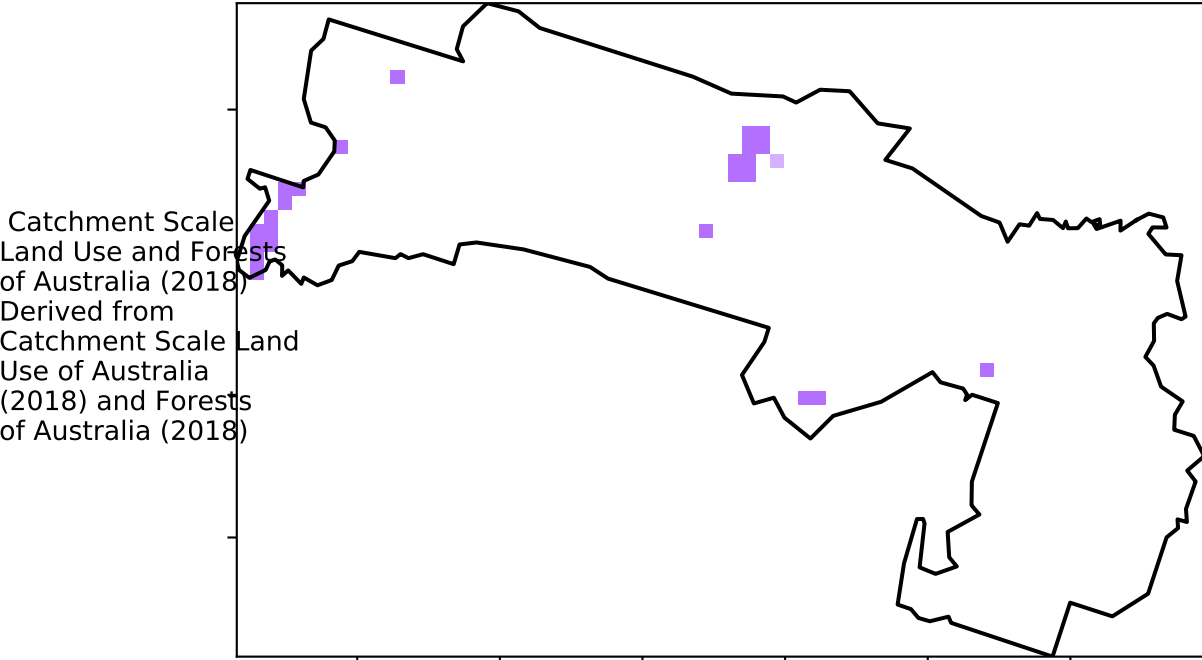 Catchment Scale
Land Use and Forests
of Australia (2018)
Derived from
Catchment Scale Land
Use of Australia
(2018) and Forests
of Australia (2018)